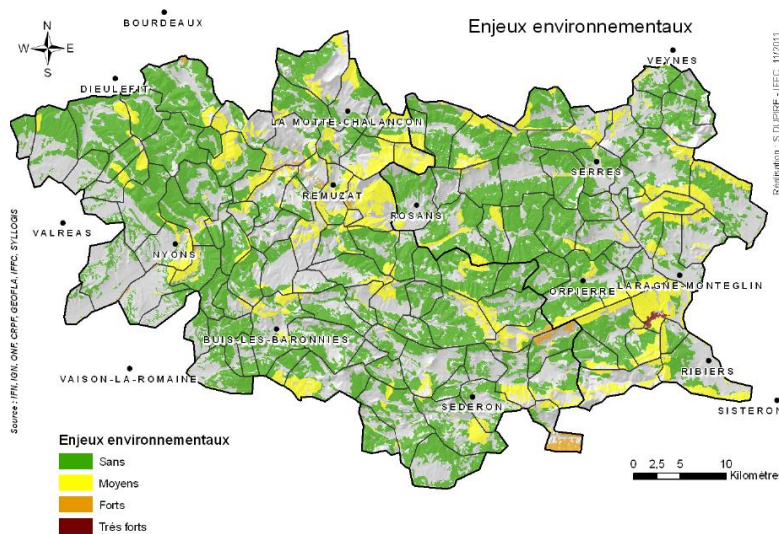 Enjeux environnementaux
BOURDEAUX
N
W E
S
VEYNES
DIEULEFIT
LA MOTTE-CHALANCON
SERRES
REMUZAT
ROSANS
VALREAS
NYONS
ORPIERRE
LARAGNE-MONTEGLIN
BUIS-LES-BARONNIES
RIBIERS
VAISON-LA-ROMAINE
SEDERON
SISTERON
Enjeux environnementaux
Sans
Moyens
Forts
Très forts
0 2,5 5 10
Kilomètres
Source : IFN, IGN, ONF, CRPF, GEOFLA, IFFC, SYLLOGIS
Réalisation : S.DUPIRE - IFFC, 11/2011